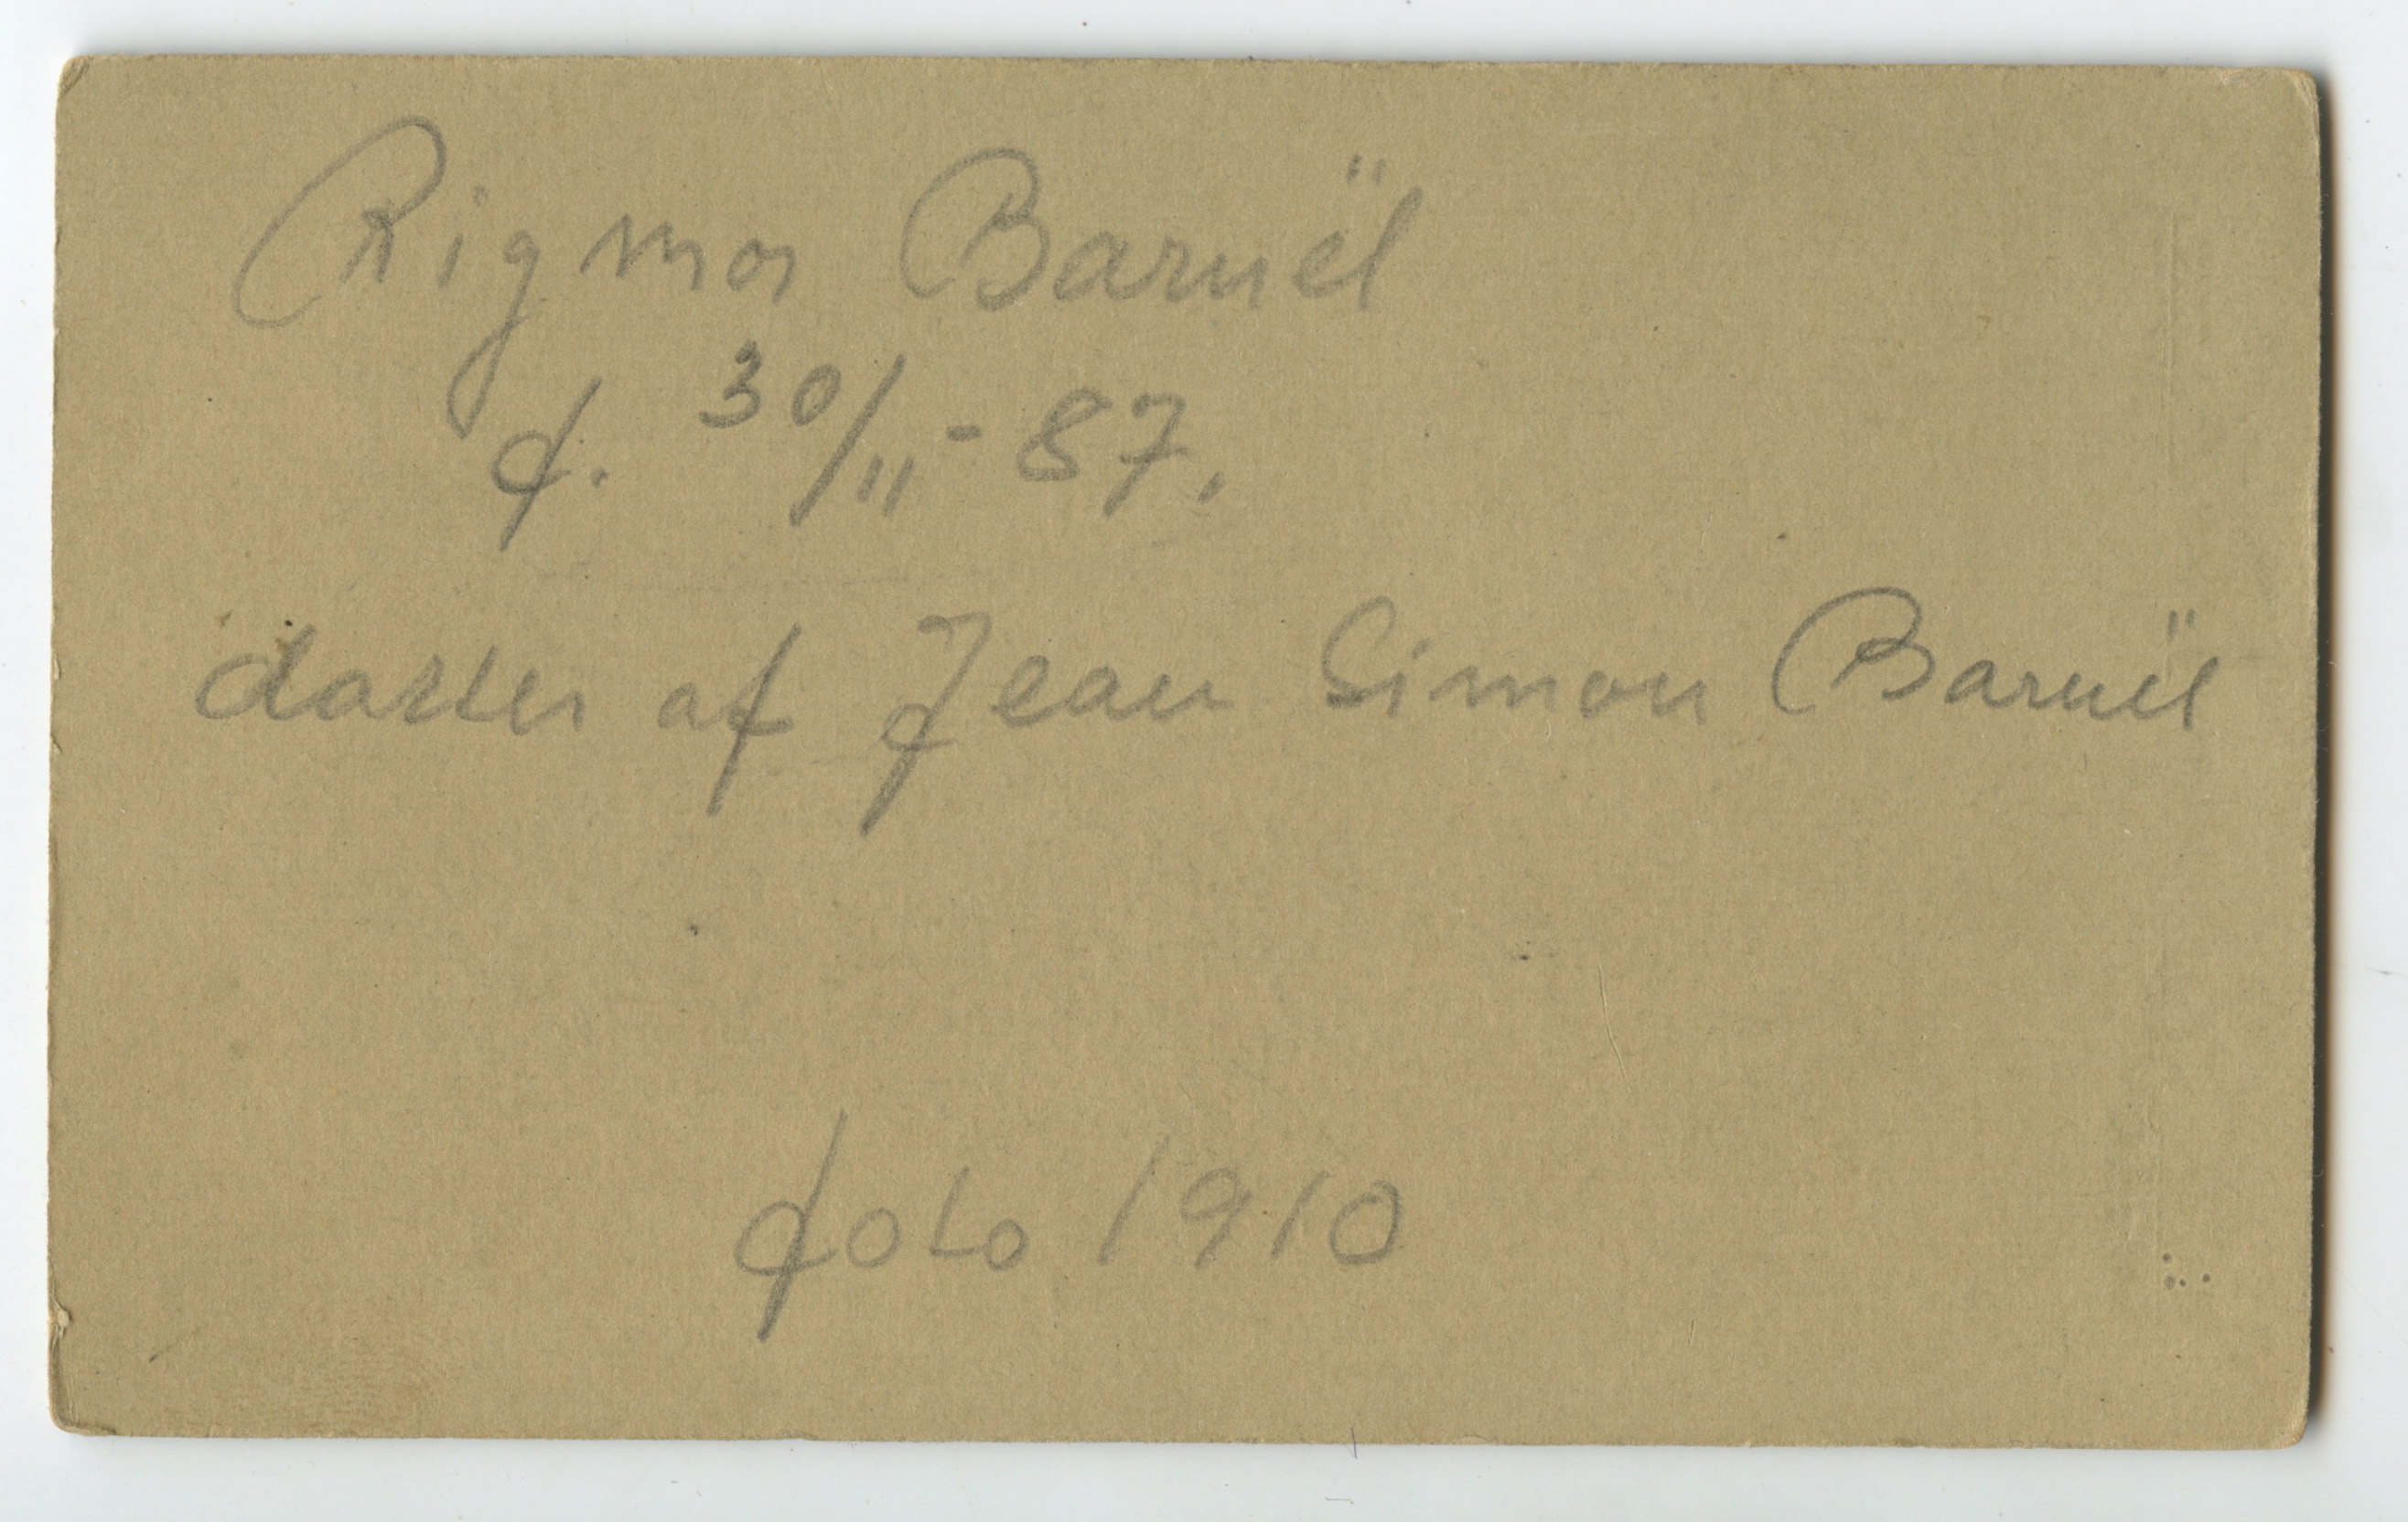 Rigmor Baruël
f. 30/11-87.
datter af Jean Simon Baruël
foto 1910